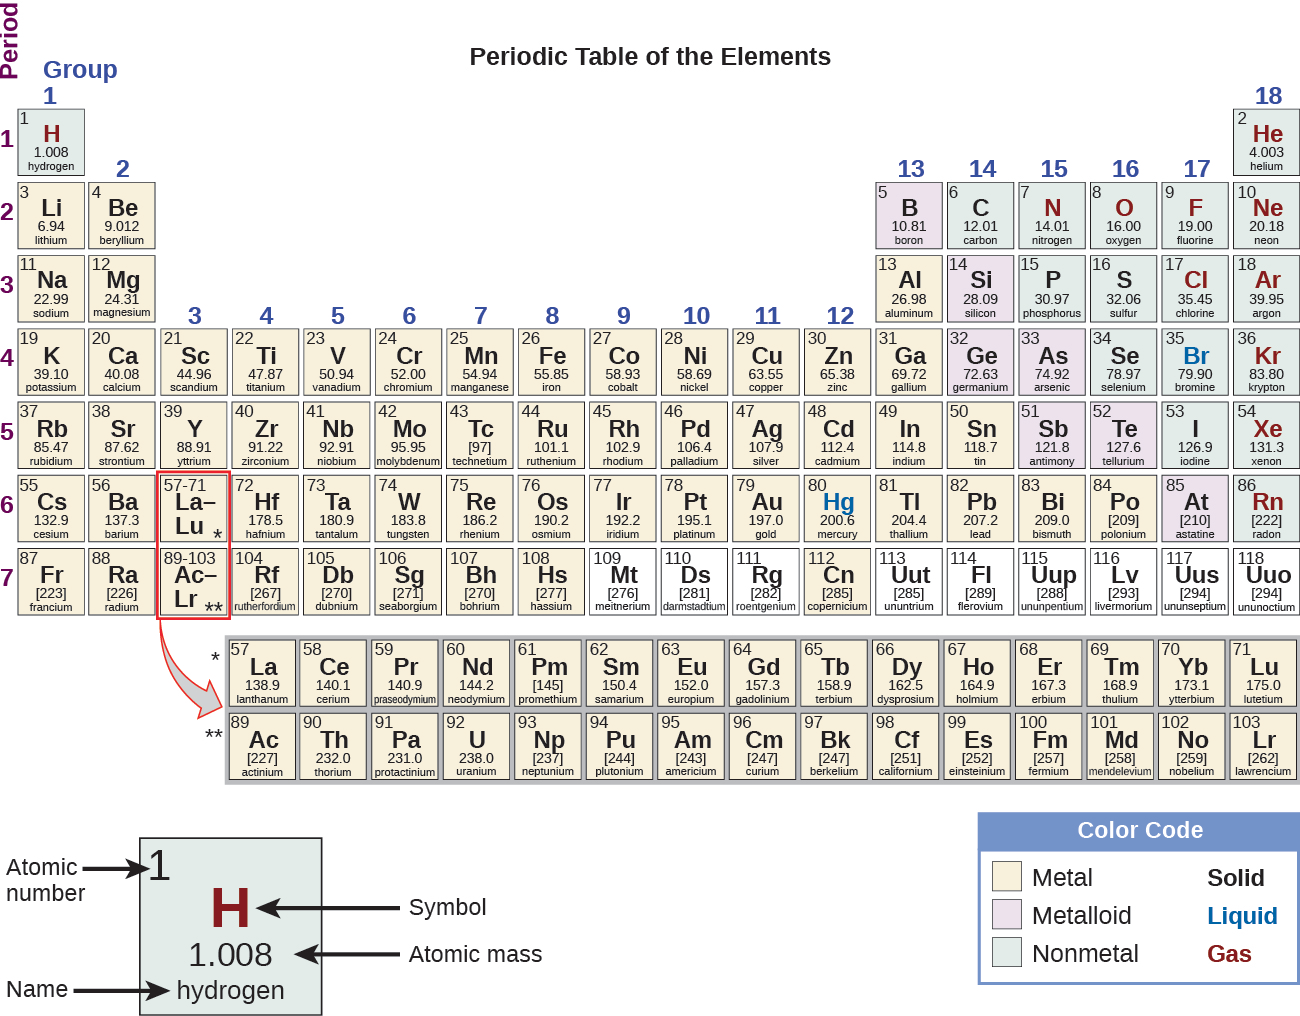 Period
Periodic Table of the Elements
Group
1 18
1 1 H 1.008 hydrogen 2 He 4.003 helium
2 13 14 15 16 17
2 3 Li 6.94 lithium 4 Be 9.012 beryllium 5 B 10.81 boron 6 C 12.01 carbon 7 N 14.01 nitrogen 8 O 16.00 oxygen 9 F 19.00 fluorine 10 Ne 20.18 neon
3 11 Na 22.99 sodium 12 Mg 24.31 magnesium 13 Al 26.98 aluminum 14 Si 28.09 silicon 15 P 30.97 phosphorus 16 S 32.06 sulfur 17 Cl 35.45 chlorine 18 Ar 39.95 argon
3 4 5 6 7 8 9 10 11 12
4 19 K 39.10 potassium 20 Ca 40.08 calcium 21 Sc 44.96 scandium 22 Ti 47.87 titanium 23 V 50.94 vanadium 24 Cr 52.00 chromium 25 Mn 54.94 manganese 26 Fe 55.85 iron 27 Co 58.93 cobalt 28 Ni 58.69 nickel 29 Cu 63.55 copper 30 Zn 65.38 zinc 31 Ga 69.72 gallium 32 Ge 72.63 germanium 33 As 74.92 arsenic 34 Se 78.97 selenium 35 Br 79.90 bromine 36 Kr 83.80 krypton
5 37 Rb 85.47 rubidium 38 Sr 87.62 strontium 39 Y 88.91 yttrium 40 Zr 91.22 zirconium 41 Nb 92.91 niobium 42 Mo 95.95 molybdenum 43 Tc [97] technetium 44 Ru 101.1 ruthenium 45 Rh 102.9 rhodium 46 Pd 106.4 palladium 47 Ag 107.9 silver 48 Cd 112.4 cadmium 49 In 114.8 indium 50 Sn 118.7 tin 51 Sb 121.8 antimony 52 Te 127.6 tellurium 53 I 126.9 iodine 54 Xe 131.3 xenon
6 55 Cs 132.9 cesium 56 Ba 137.3 barium 57-71 La– Lu * 72 Hf 178.5 hafnium 73 Ta 180.9 tantalum 74 W 183.8 tungsten 75 Re 186.2 rhenium 76 Os 190.2 osmium 77 Ir 192.2 iridium 78 Pt 195.1 platinum 79 Au 197.0 gold 80 Hg 200.6 mercury 81 Tl 204.4 thallium 82 Pb 207.2 lead 83 Bi 209.0 bismuth 84 Po [209] polonium 85 At [210] astatine 86 Rn [222] radon
7 87 Fr [223] francium 88 Ra [226] radium 89-103 Ac– Lr ** 104 Rf [267] rutherfordium 105 Db [270] dubnium 106 Sg [271] seaborgium 107 Bh [270] bohrium 108 Hs [277] hassium 109 Mt [276] meitnerium 110 Ds [281] darmstadtium 111 Rg [282] roentgenium 112 Cn [285] copernicium 113 Uut [285] ununtrium 114 Fl [289] flerovium 115 Uup [288] ununpentium 116 Lv [293] livermorium 117 Uus [294] ununseptium 118 Uuo [294] ununoctium
* 57 La 138.9 lanthanum 58 Ce 140.1 cerium 59 Pr 140.9 praseodymium 60 Nd 144.2 neodymium 61 Pm [145] promethium 62 Sm 150.4 samarium 63 Eu 152.0 europium 64 Gd 157.3 gadolinium 65 Tb 158.9 terbium 66 Dy 162.5 dysprosium 67 Ho 164.9 holmium 68 Er 167.3 erbium 69 Tm 168.9 thulium 70 Yb 173.1 ytterbium 71 Lu 175.0 lutetium
** 89 Ac [227] actinium 90 Th 232.0 thorium 91 Pa 231.0 protactinium 92 U 238.0 uranium 93 Np [237] neptunium 94 Pu [244] plutonium 95 Am [243] americium 96 Cm [247] curium 97 Bk [247] berkelium 98 Cf [251] californium 99 Es [252] einsteinium 100 Fm [257] fermium 101 Md [258] mendelevium 102 No [259] nobelium 103 Lr [262] lawrencium
Atomic number
1
H
Symbol
1.008
Atomic mass
Name
hydrogen
Color Code
Metal Solid
Metalloid Liquid
Nonmetal Gas